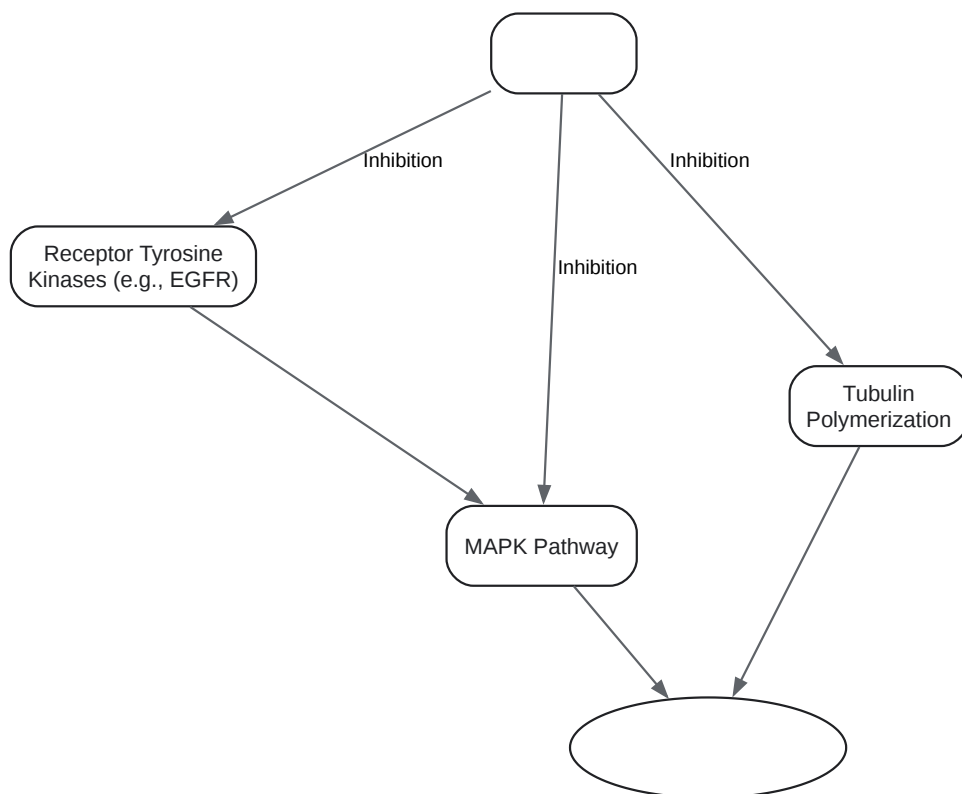 Inhibition
Inhibition
Receptor Tyrosine
Kinases (e.g., EGFR)
Inhibition
Tubulin
Polymerization
MAPK Pathway